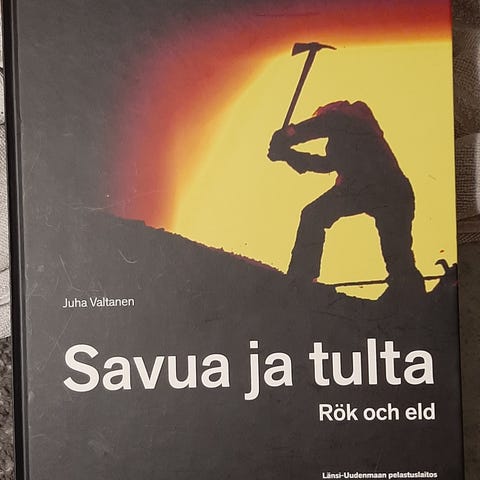 Juha Valtanen
Savua ja tulta
Rök och eld
Länsi-Uudenmaan pelastuslaitos